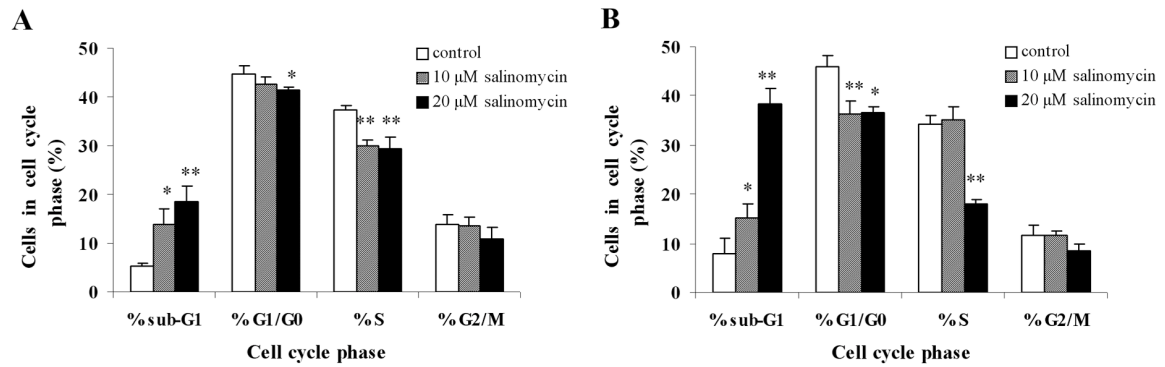 A
Cells in cell cycle
phase (%)
50
40
30
20
10
0
control
10 μM salinomycin
20 μM salinomycin
*
**
*
**
**
% sub-G1
% G1/G0
% S
% G2/M
Cell cycle phase
B
Cells in cell cycle
phase (%)
50
40
30
20
10
0
control
10 μM salinomycin
20 μM salinomycin
*
**
**
*
**
% sub-G1
% G1/G0
% S
% G2/M
Cell cycle phase